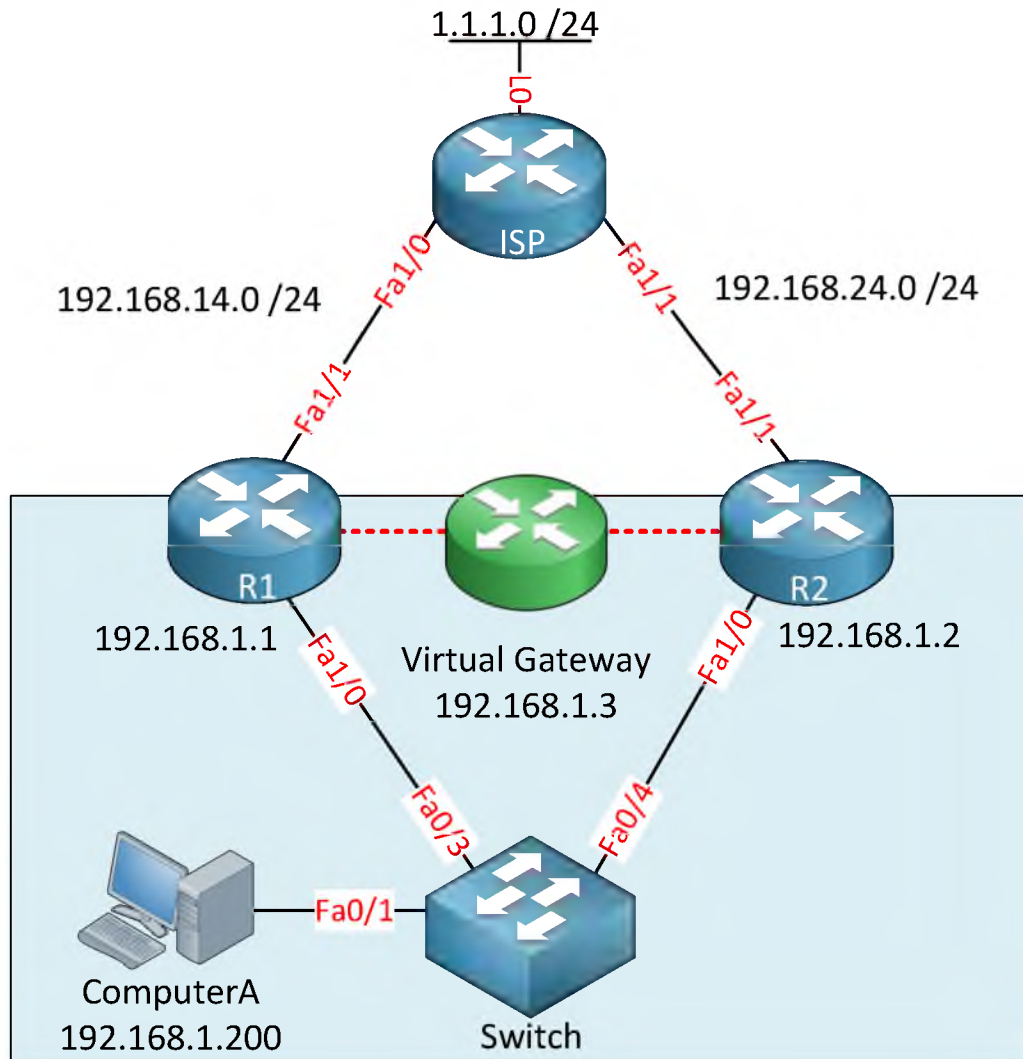 1.1.1.0 /24
L0
ISP
Fa1/0
Fa1/1
192.168.14.0 /24
192.168.24.0 /24
Fa1/1
Fa1/1
R1
R2
192.168.1.1
192.168.1.2
Virtual Gateway
192.168.1.3
Fa1/0
Fa1/0
Fa0/3
Fa0/4
Fa0/1
ComputerA
192.168.1.200
Switch